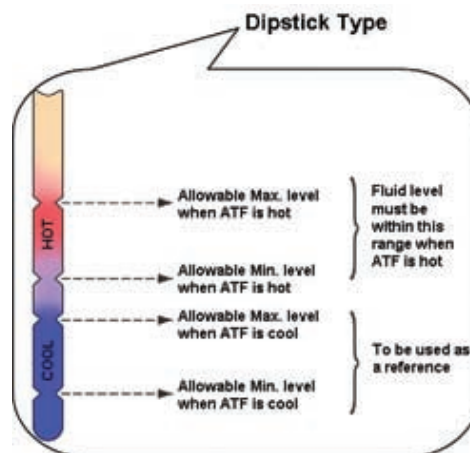 Dipstick Type
HOT
COOL
Allowable Max. level
when ATF is hot
Allowable Min. level
when ATF is hot
Allowable Max. level
when ATF is cool
Allowable Min. level
when ATF is cool
Fluid level
must be
within this
range when
ATF is hot
To be used as
a reference